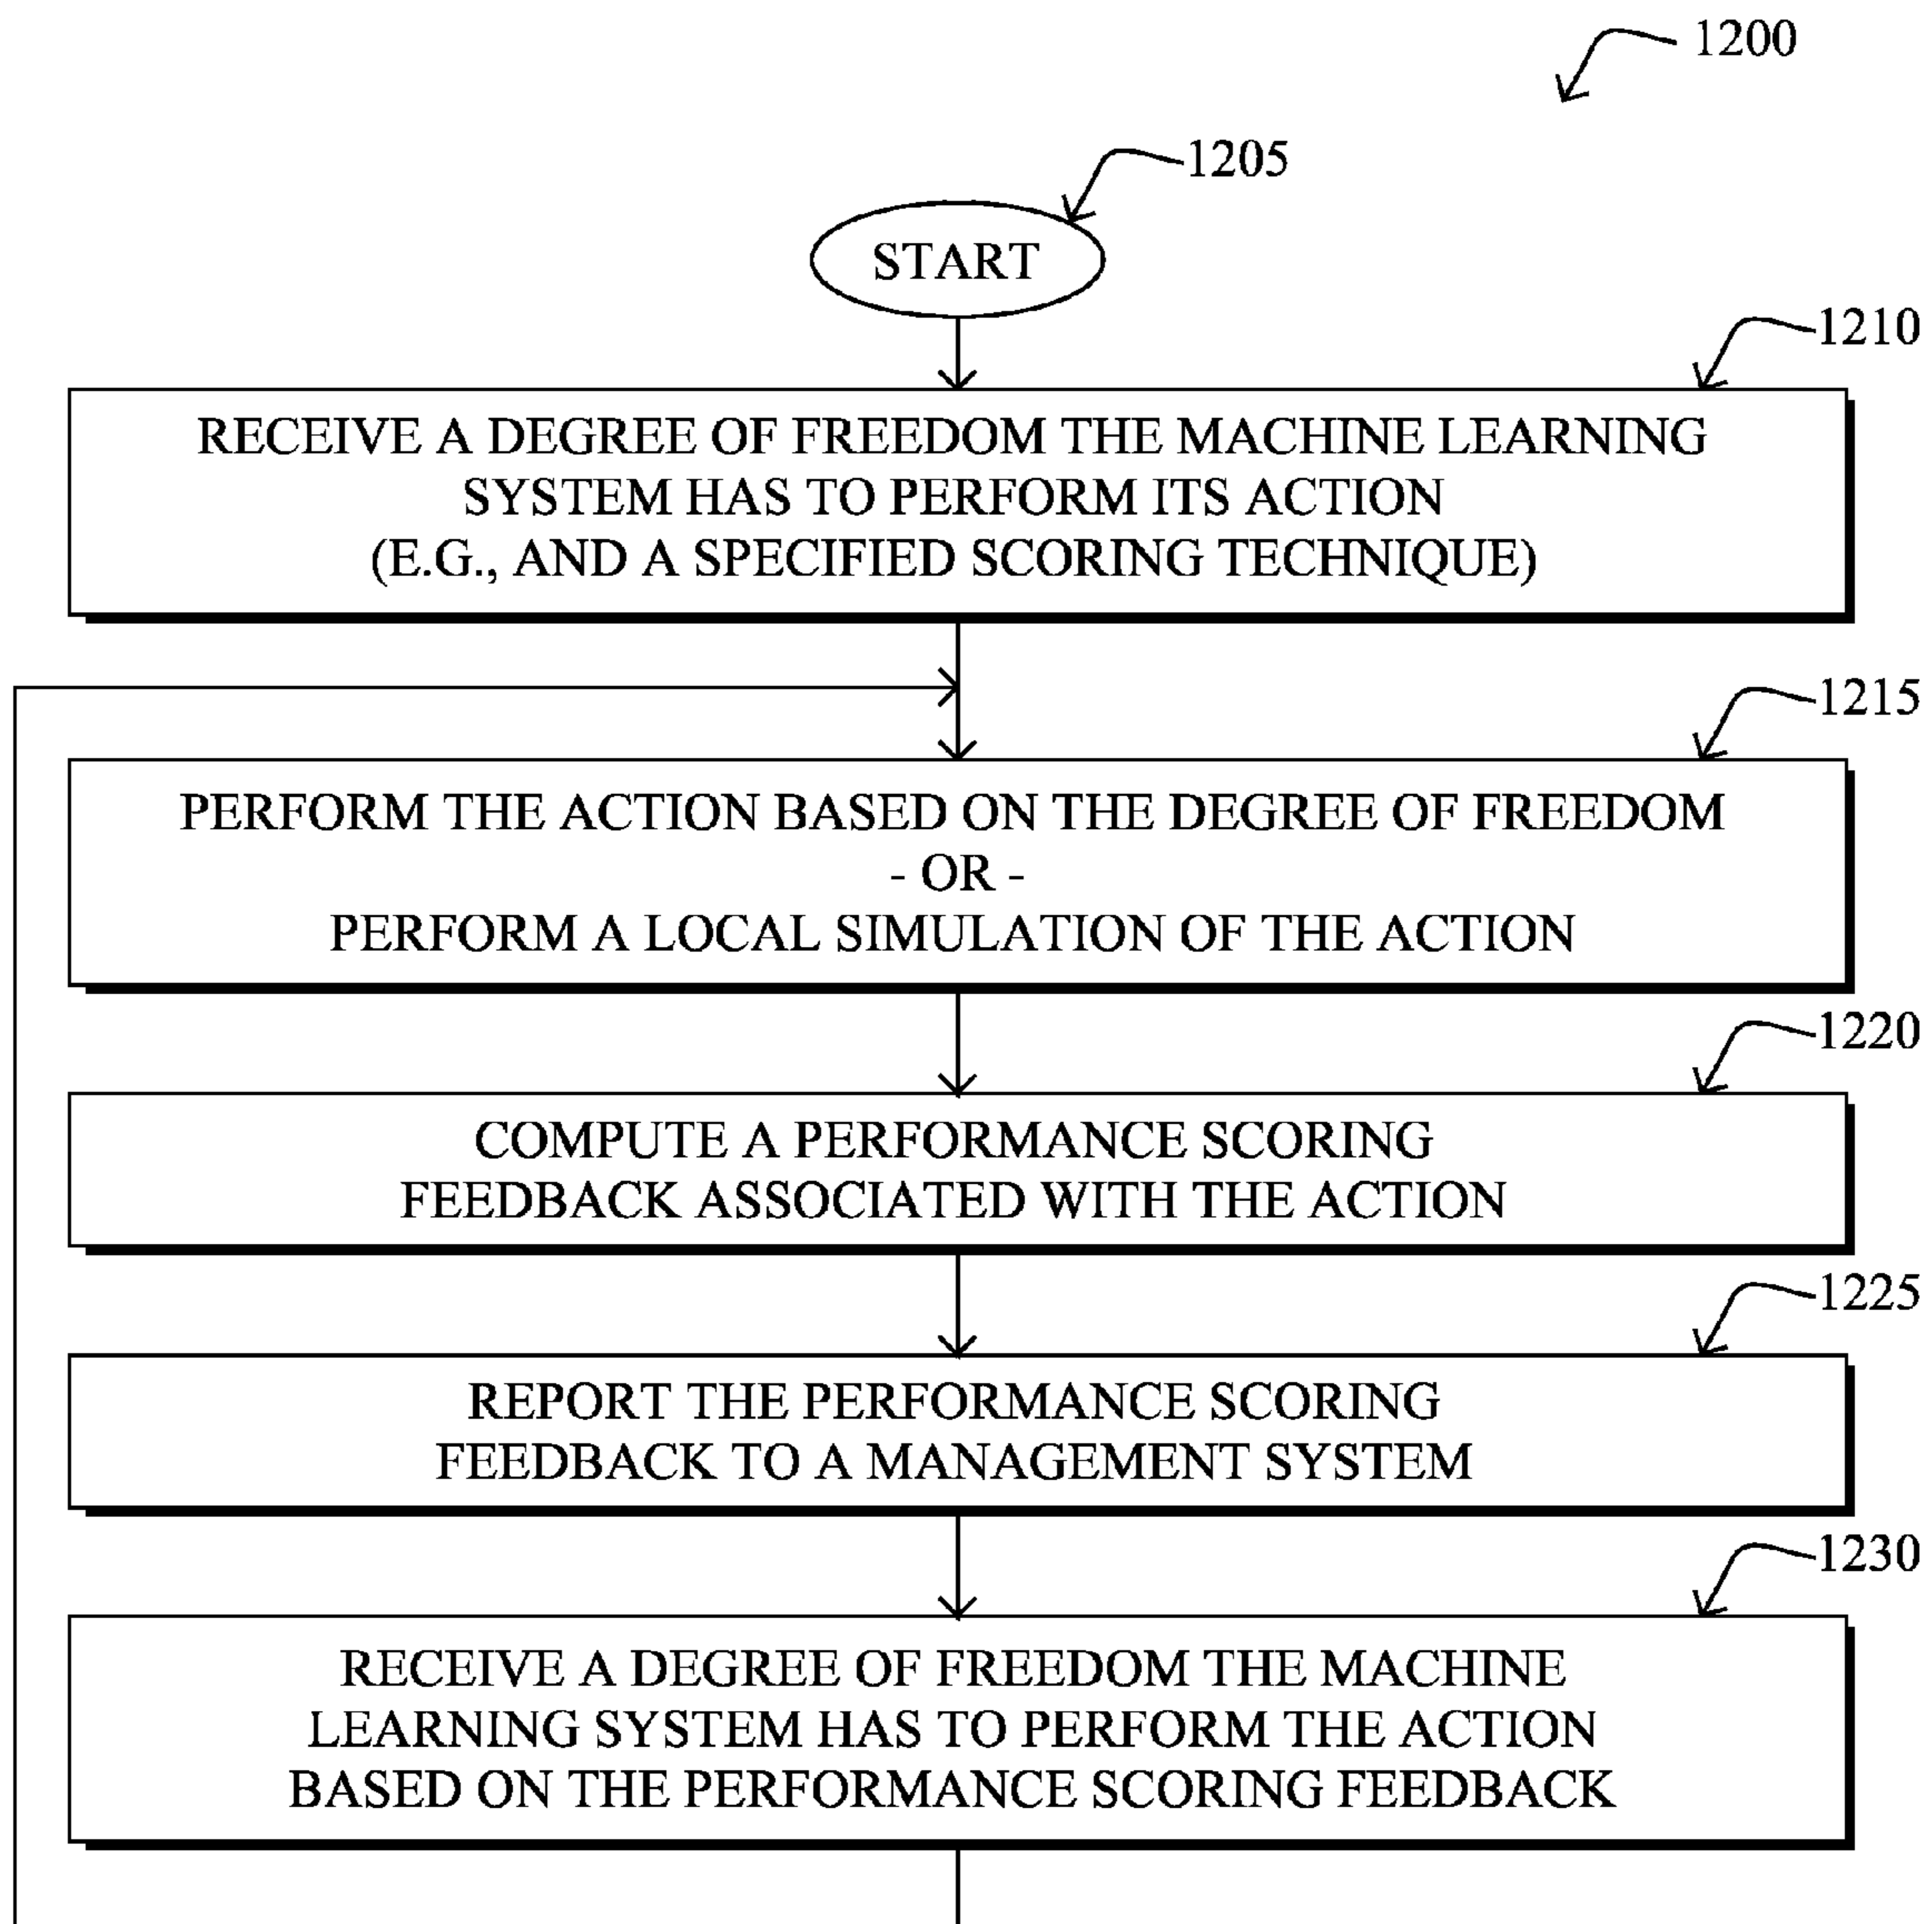 1200
1205
START
1210
RECEIVE A DEGREE OF FREEDOM THE MACHINE LEARNING
SYSTEM HAS TO PERFORM ITS ACTION
(E.G., AND A SPECIFIED SCORING TECHNIQUE)
1215
PERFORM THE ACTION BASED ON THE DEGREE OF FREEDOM
- OR -
PERFORM A LOCAL SIMULATION OF THE ACTION
1220
COMPUTE A PERFORMANCE SCORING
FEEDBACK ASSOCIATED WITH THE ACTION
1225
REPORT THE PERFORMANCE SCORING
FEEDBACK TO A MANAGEMENT SYSTEM
1230
RECEIVE A DEGREE OF FREEDOM THE MACHINE
LEARNING SYSTEM HAS TO PERFORM THE ACTION
BASED ON THE PERFORMANCE SCORING FEEDBACK